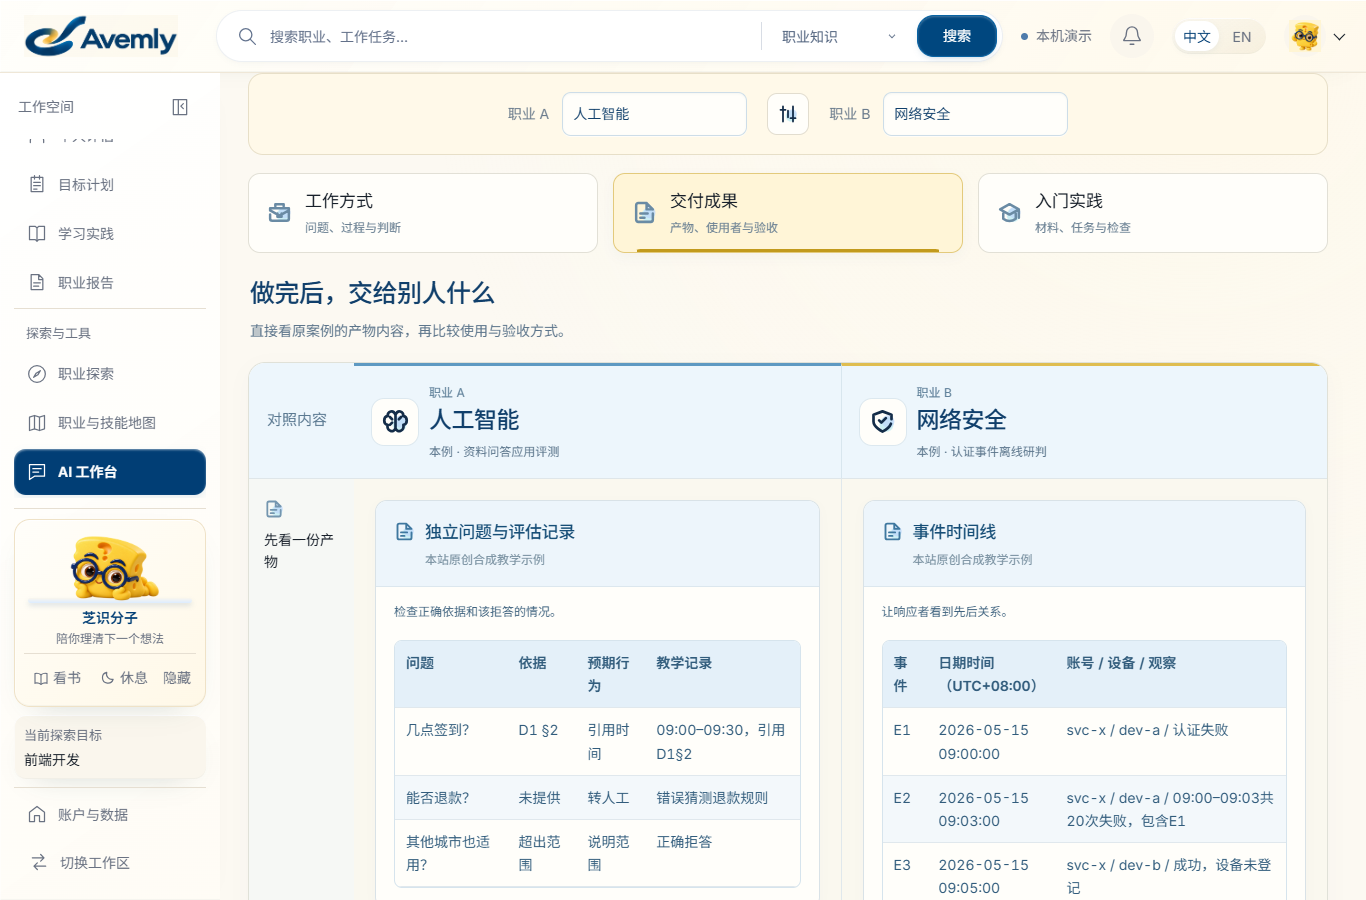 Avemly
搜索职业、工作任务...
职业知识
搜索
本机演示
中文
EN
工作空间
目标计划
学习实践
职业报告
探索与工具
职业探索
职业与技能地图
AI 工作台
芝识分子
陪你理清下一个想法
看书
休息
隐藏
当前探索目标
前端开发
账户与数据
切换工作区
职业 A
人工智能
职业 B
网络安全
工作方式
问题、过程与判断
交付成果
产物、使用者与验收
入门实践
材料、任务与检查
做完后，交给别人什么
直接看原案例的产物内容，再比较使用与验收方式。
对照内容
职业 A
人工智能
本例 · 资料问答应用评测
职业 B
网络安全
本例 · 认证事件离线研判
先看一份产
物
独立问题与评估记录
本站原创合成教学示例
检查正确依据和该拒答的情况。
问题
依据
预期行
为
教学记录
几点签到？
D1 §2
引用时
间
09:00–09:30，引用
D1§2
能否退款？
未提供
转人工
错误猜测退款规则
其他城市也适
用？
超出范
围
说明范
围
正确拒答
事件时间线
本站原创合成教学示例
让响应者看到先后关系。
事
件
日期时间
（UTC+08:00）
账号 / 设备 / 观察
E1
2026-05-15
09:00:00
svc-x / dev-a / 认证失败
E2
2026-05-15
09:03:00
svc-x / dev-a / 09:00–09:03共
20次失败，包含E1
E3
2026-05-15
09:05:00
svc-x / dev-b / 成功，设备未登
记